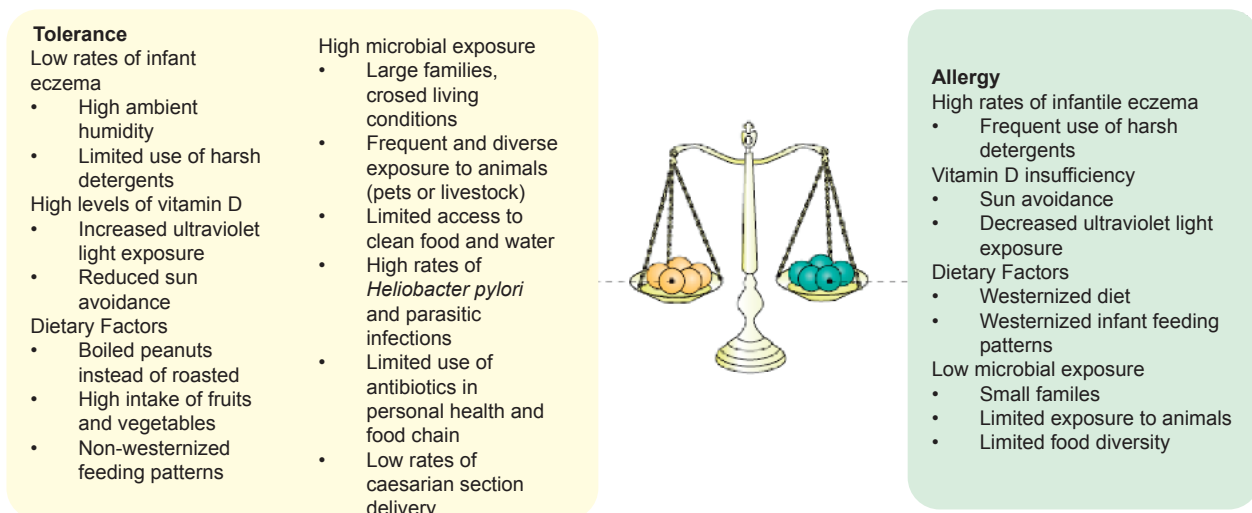 Tolerance
Low rates of infant
eczema
• High ambient
humidity
• Limited use of harsh
detergents
High levels of vitamin D
• Increased ultraviolet
light exposure
• Reduced sun
avoidance
Dietary Factors
• Boiled peanuts
instead of roasted
• High intake of fruits
and vegetables
• Non-westernized
feeding patterns
High microbial exposure
• Large families,
crosed living
conditions
• Frequent and diverse
exposure to animals
(pets or livestock)
• Limited access to
clean food and water
• High rates of
Heliobacter pylori
and parasitic
infections
• Limited use of
antibiotics in
personal health and
food chain
• Low rates of
caesarian section
delivery
Allergy
High rates of infantile eczema
• Frequent use of harsh
detergents
Vitamin D insufficiency
• Sun avoidance
• Decreased ultraviolet light
exposure
Dietary Factors
• Westernized diet
• Westernized infant feeding
patterns
Low microbial exposure
• Small familes
• Limited exposure to animals
• Limited food diversity